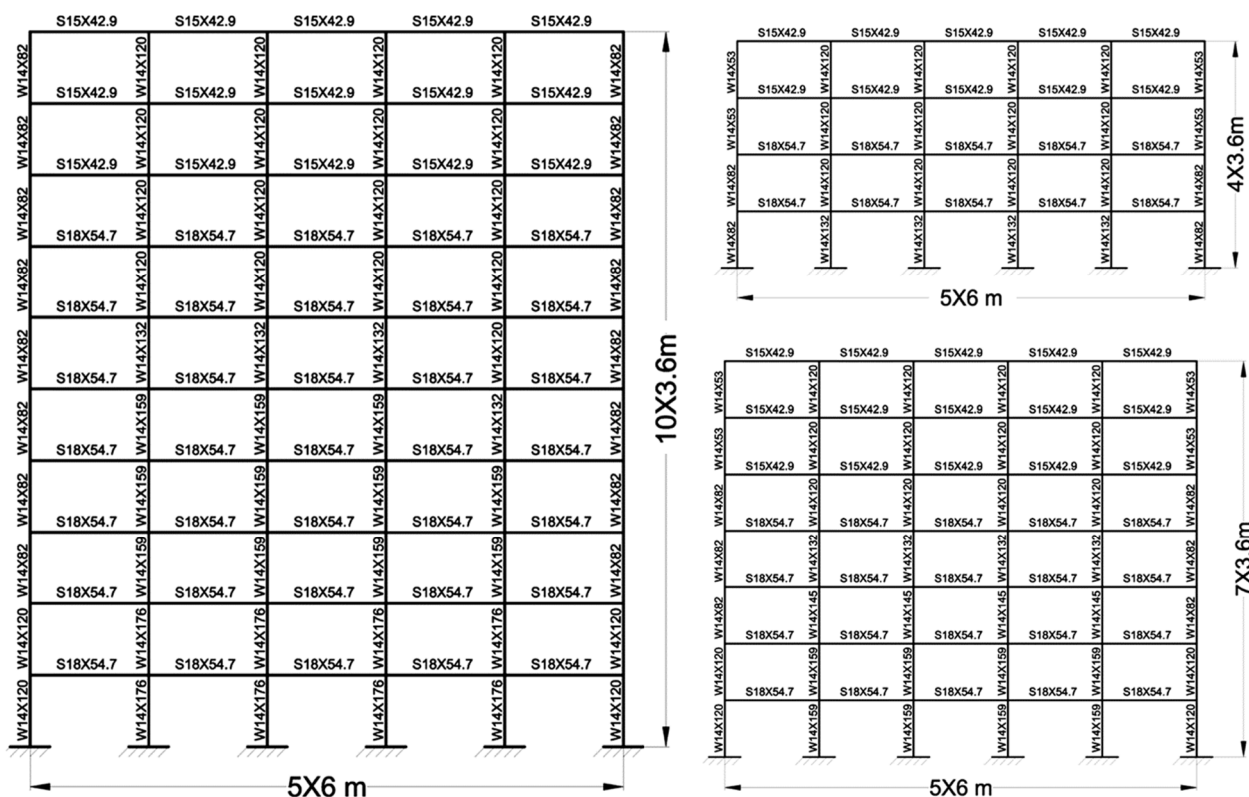 S15X42.9 S15X42.9 S15X42.9 S15X42.9 S15X42.9
W14X82 W14X120 W14X120 W14X120 W14X120 W14X82
S15X42.9 S15X42.9 S15X42.9 S15X42.9 S15X42.9
W14X82 W14X120 W14X120 W14X120 W14X120 W14X82
S15X42.9 S15X42.9 S15X42.9 S15X42.9 S15X42.9
W14X82 W14X120 W14X120 W14X120 W14X120 W14X82
S18X54.7 S18X54.7 S18X54.7 S18X54.7 S18X54.7
W14X82 W14X120 W14X120 W14X120 W14X120 W14X82
S18X54.7 S18X54.7 S18X54.7 S18X54.7 S18X54.7
W14X82 W14X132 W14X132 W14X132 W14X120 W14X82
S18X54.7 S18X54.7 S18X54.7 S18X54.7 S18X54.7
W14X82 W14X159 W14X159 W14X159 W14X132 W14X82
S18X54.7 S18X54.7 S18X54.7 S18X54.7 S18X54.7
W14X82 W14X159 W14X159 W14X159 W14X159 W14X82
S18X54.7 S18X54.7 S18X54.7 S18X54.7 S18X54.7
W14X82 W14X159 W14X159 W14X159 W14X159 W14X82
S18X54.7 S18X54.7 S18X54.7 S18X54.7 S18X54.7
W14X120 W14X176 W14X176 W14X176 W14X176 W14X120
S18X54.7 S18X54.7 S18X54.7 S18X54.7 S18X54.7
W14X120 W14X176 W14X176 W14X176 W14X176 W14X120
10X3.6m
5X6 m
S15X42.9 S15X42.9 S15X42.9 S15X42.9 S15X42.9
W14X53 W14X120 W14X120 W14X120 W14X120 W14X53
S15X42.9 S15X42.9 S15X42.9 S15X42.9 S15X42.9
W14X53 W14X120 W14X120 W14X120 W14X120 W14X53
S18X54.7 S18X54.7 S18X54.7 S18X54.7 S18X54.7
W14X82 W14X120 W14X120 W14X120 W14X120 W14X82
S18X54.7 S18X54.7 S18X54.7 S18X54.7 S18X54.7
W14X82 W14X132 W14X132 W14X132 W14X132 W14X82
4X3.6m
5X6 m
S15X42.9 S15X42.9 S15X42.9 S15X42.9 S15X42.9
W14X53 W14X120 W14X120 W14X120 W14X120 W14X53
S15X42.9 S15X42.9 S15X42.9 S15X42.9 S15X42.9
W14X53 W14X120 W14X120 W14X120 W14X120 W14X53
S15X42.9 S15X42.9 S15X42.9 S15X42.9 S15X42.9
W14X82 W14X120 W14X120 W14X120 W14X120 W14X82
S18X54.7 S18X54.7 S18X54.7 S18X54.7 S18X54.7
W14X82 W14X132 W14X132 W14X132 W14X132 W14X82
S18X54.7 S18X54.7 S18X54.7 S18X54.7 S18X54.7
W14X82 W14X145 W14X145 W14X145 W14X145 W14X82
S18X54.7 S18X54.7 S18X54.7 S18X54.7 S18X54.7
W14X120 W14X159 W14X159 W14X159 W14X159 W14X120
S18X54.7 S18X54.7 S18X54.7 S18X54.7 S18X54.7
W14X120 W14X159 W14X159 W14X159 W14X159 W14X120
7X3.6m
5X6 m